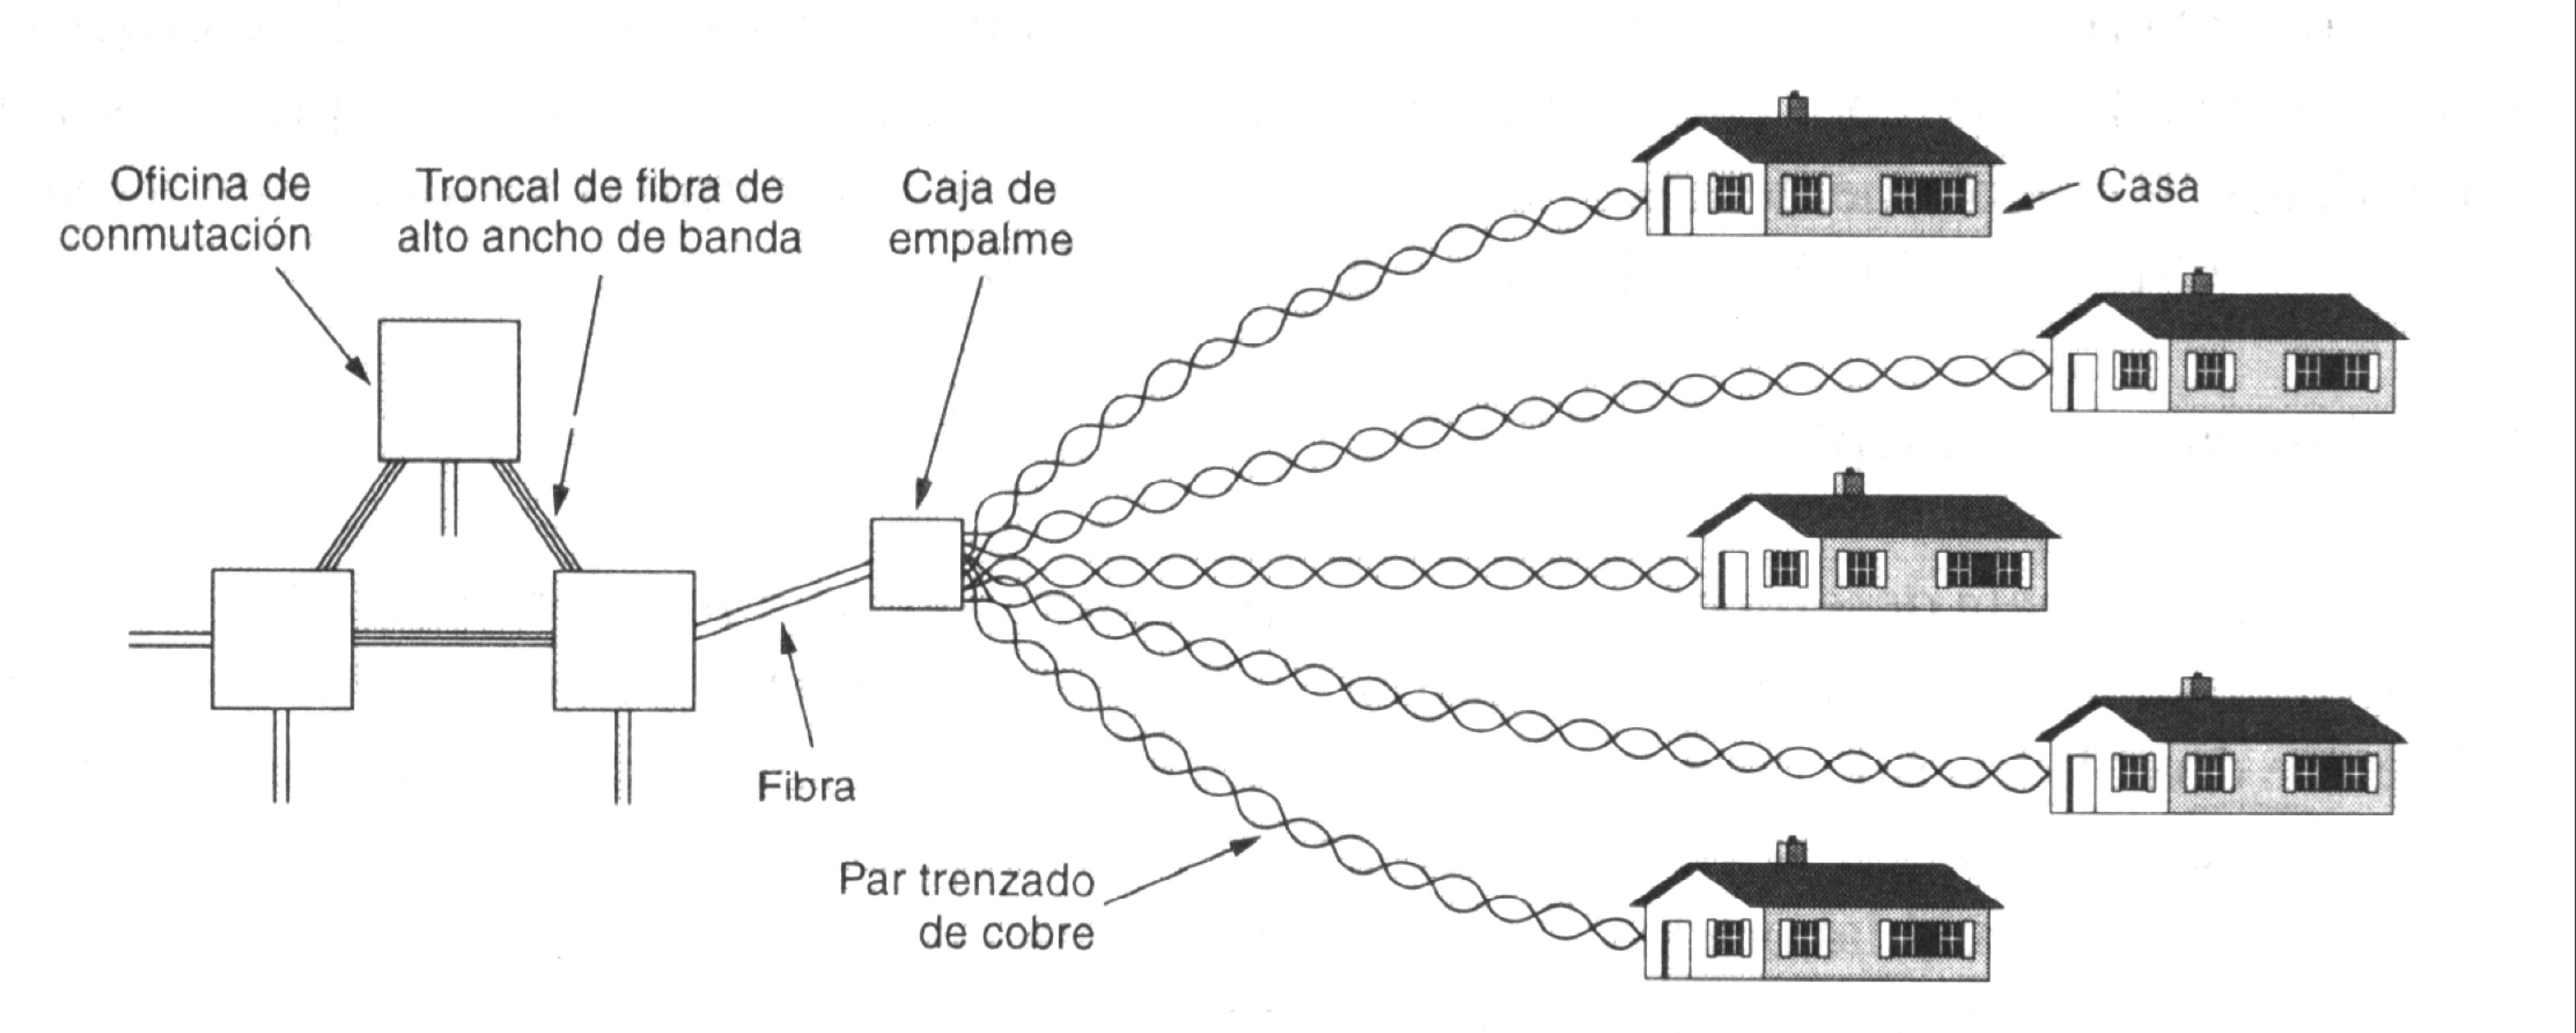 Oficina de
conmutación
Troncal de fibra de
alto ancho de banda
Caja de
empalme
Casa
Fibra
Par trenzado
de cobre